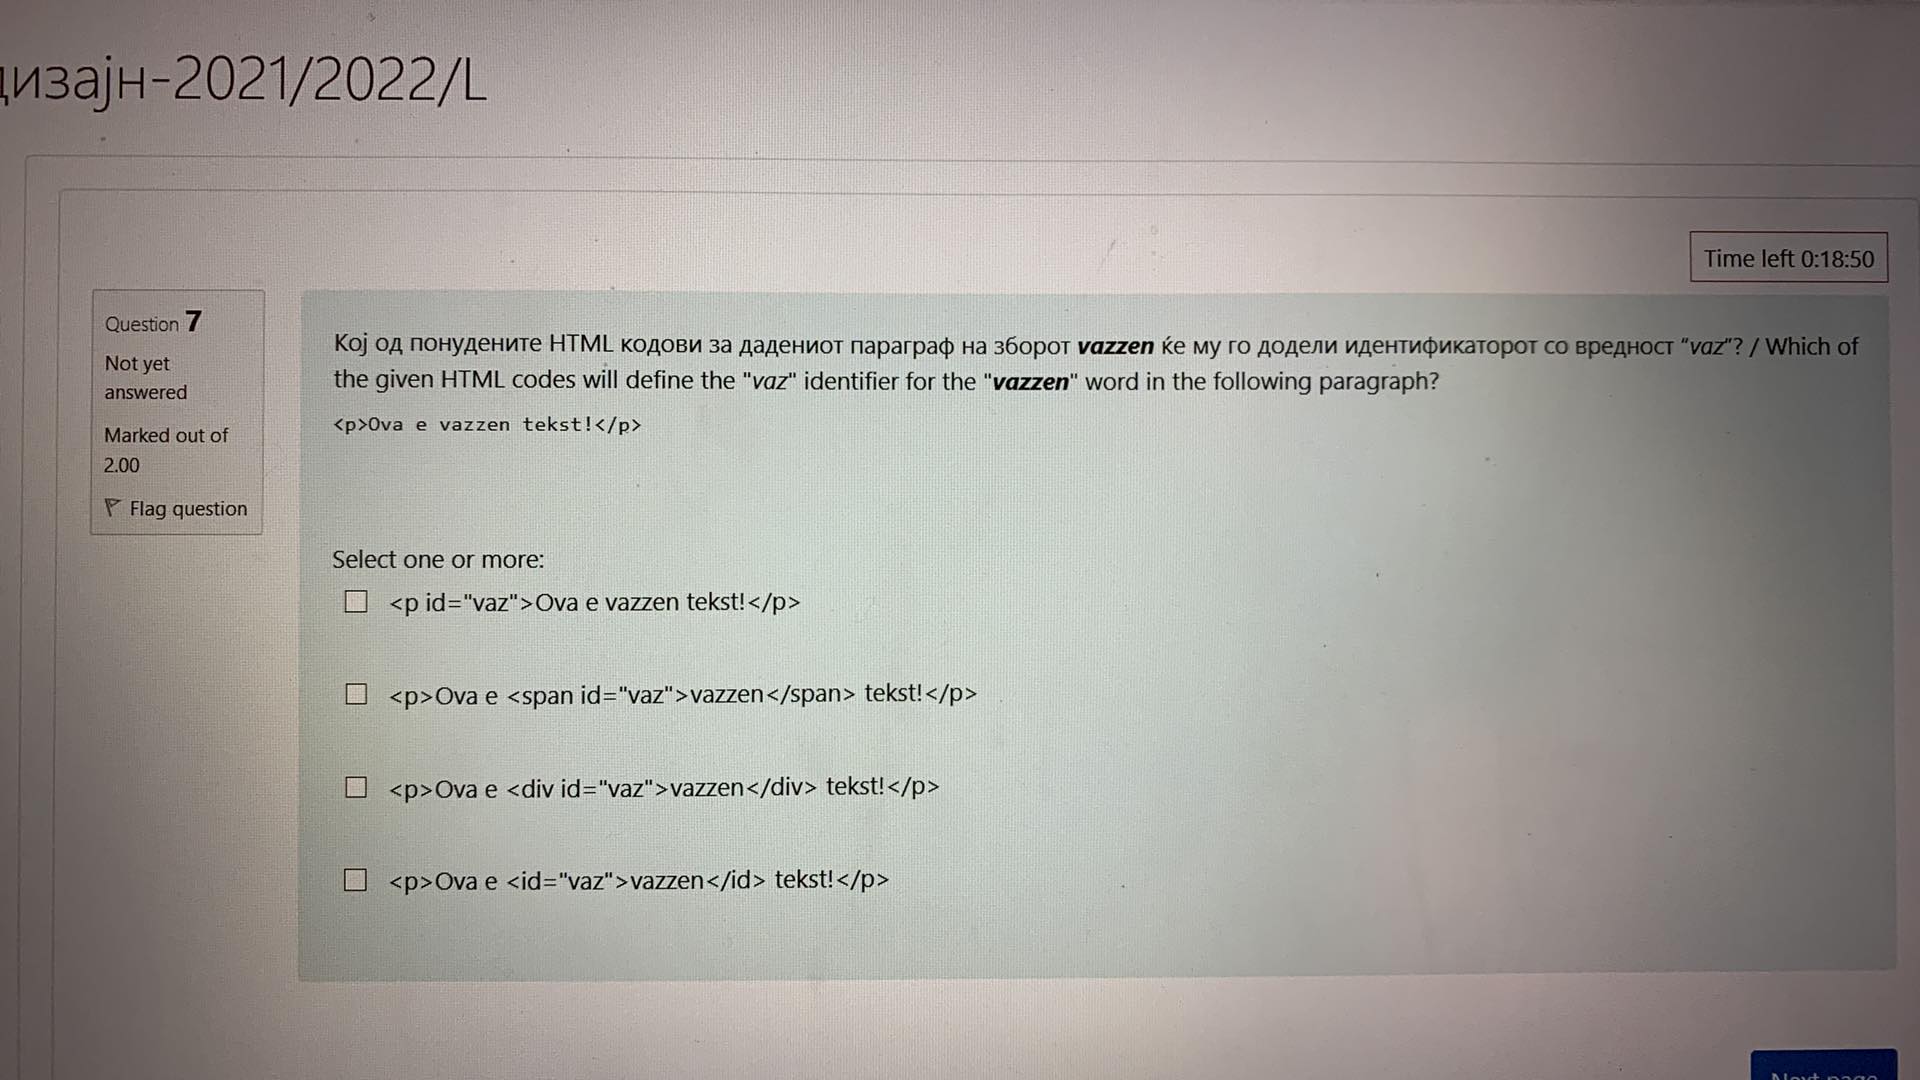 дизајн-2021/2022/L
Time left 0:18:50
Question 7
Not yet
answered
Marked out of
2.00
Flag question
Кој од понудените HTML кодови за дадениот параграф на зборот vazzen ќе му го додели идентификаторот со вредност "vaz"? / Which of
the given HTML codes will define the "vaz" identifier for the "vazzen" word in the following paragraph?
<p>Ova e vazzen tekst!</p>
Select one or more:
<p id="vaz">Ova e vazzen tekst!</p>
<p>Ova e <span id="vaz">vazzen</span> tekst!</p>
<p>Ova e <div id="vaz">vazzen</div> tekst!</p>
<p>Ova e <id="vaz">vazzen</id> tekst!</p>
Next page